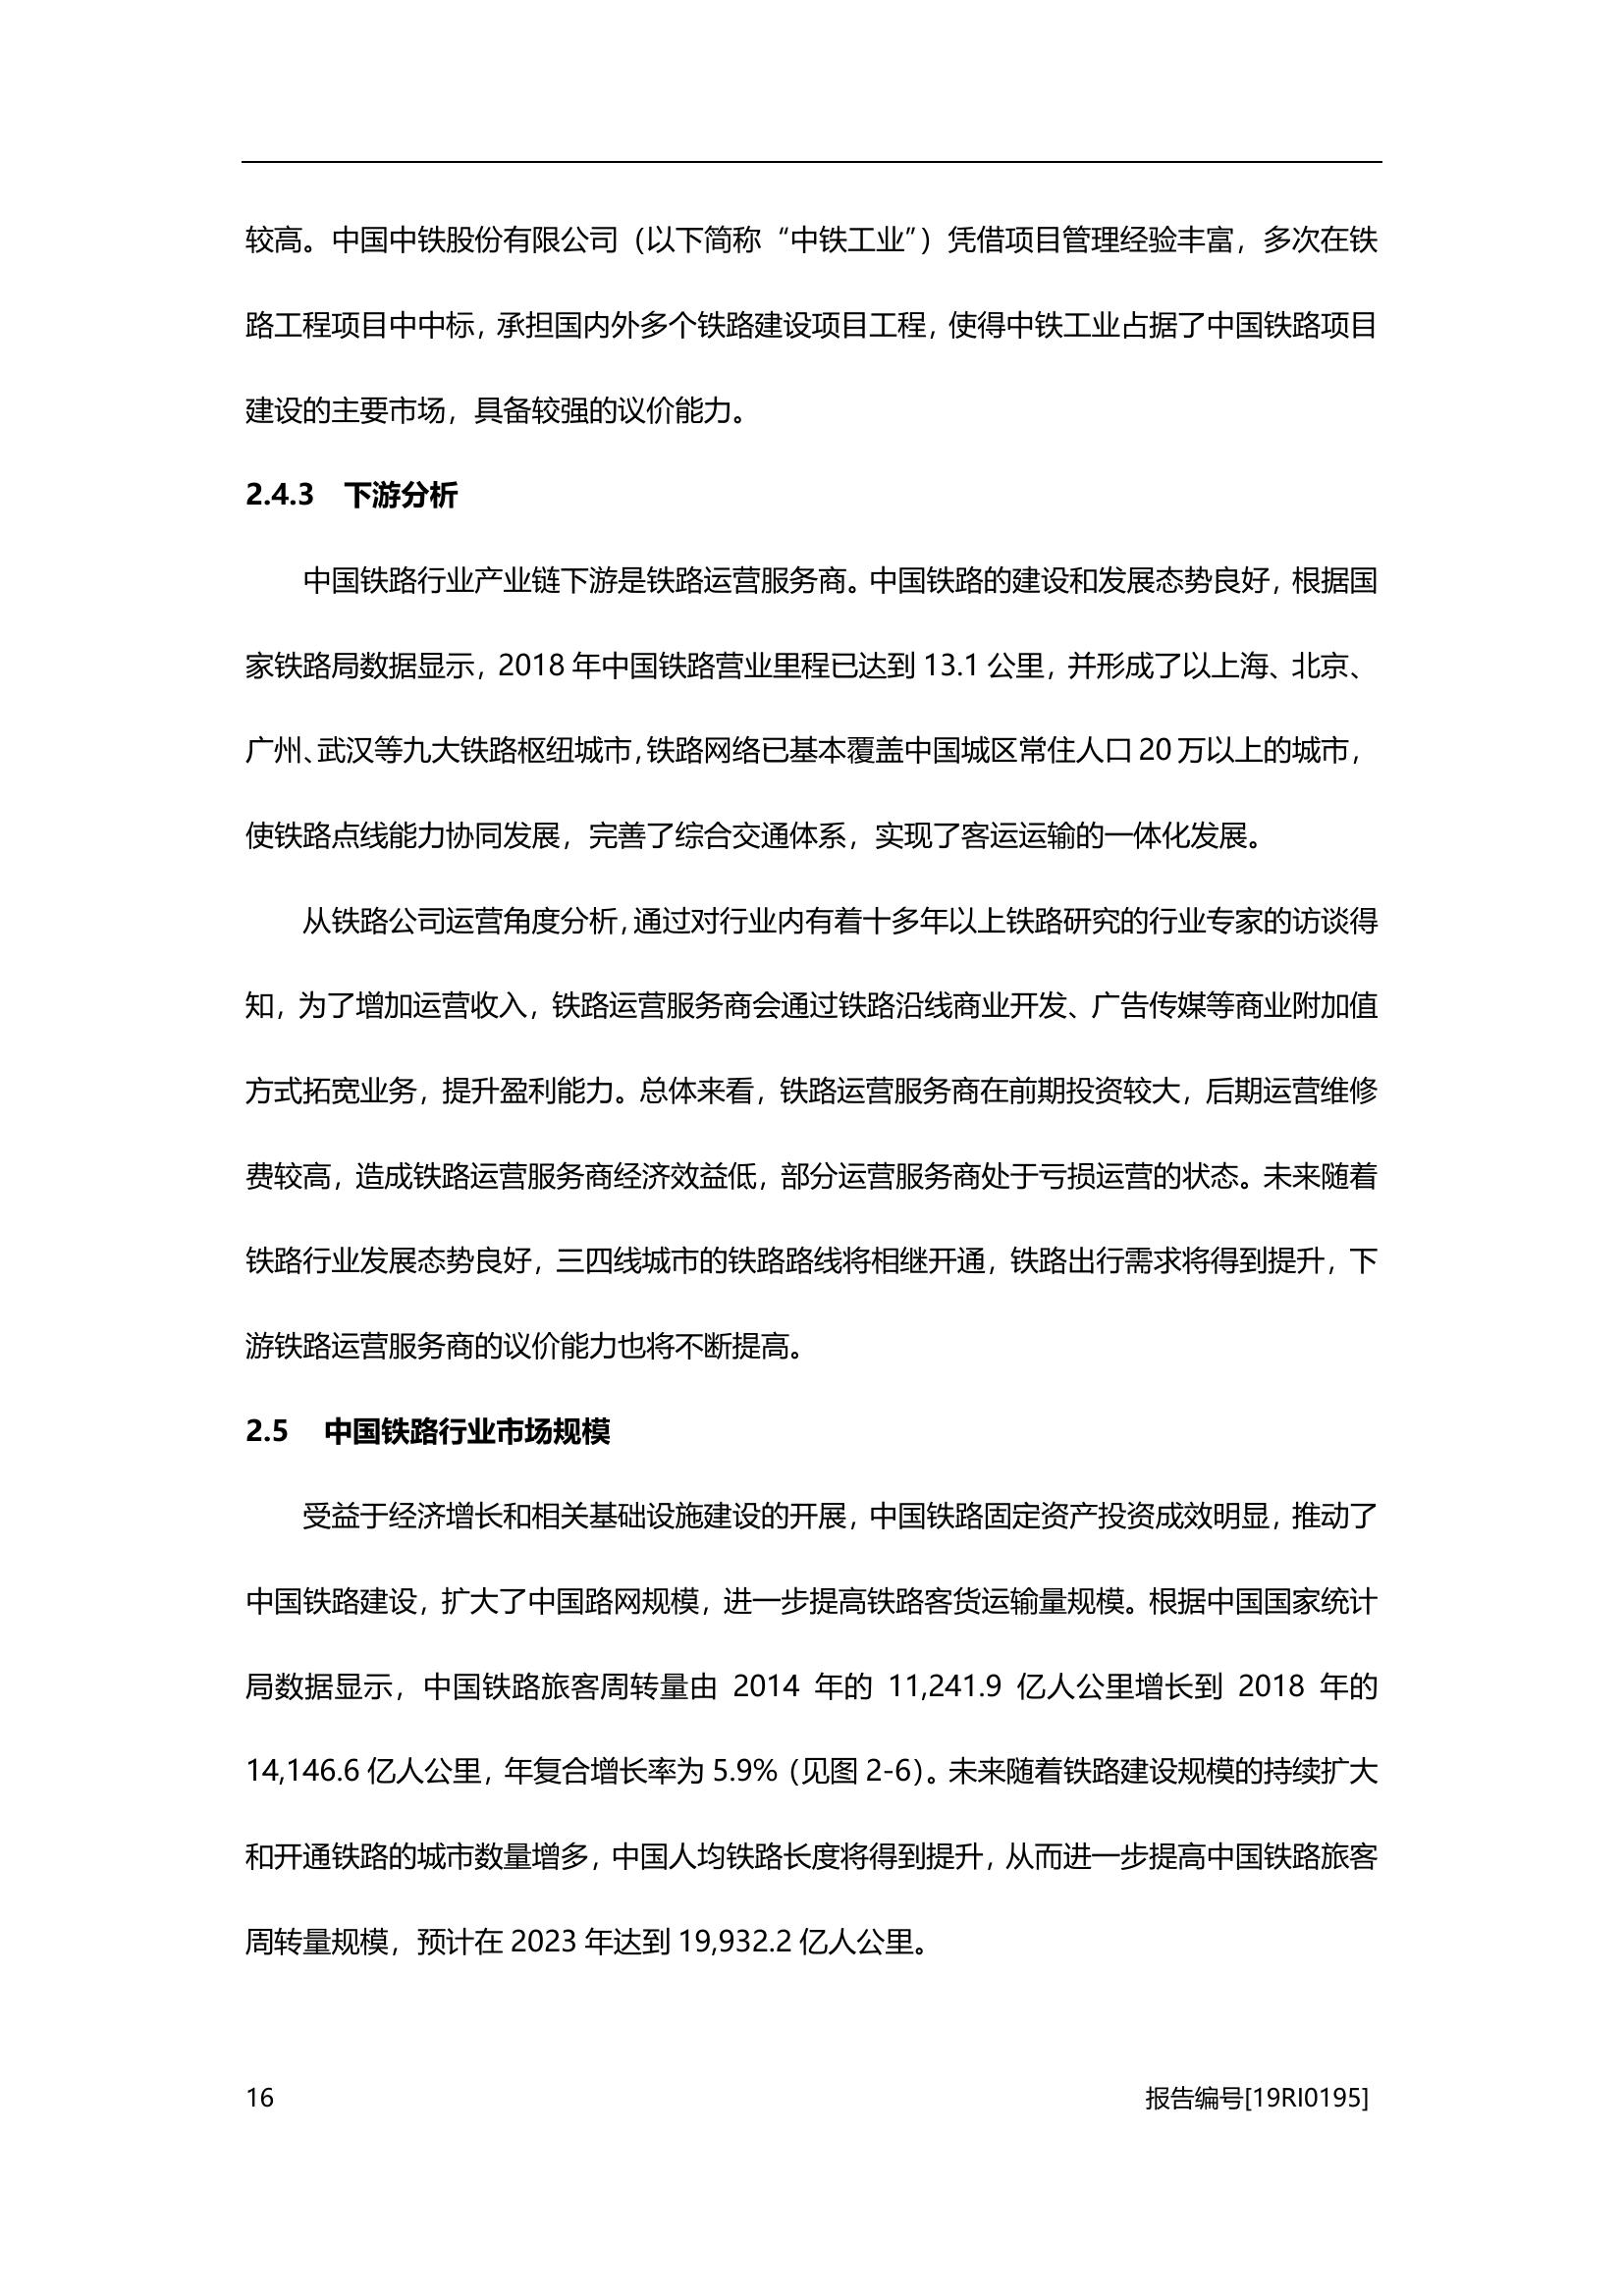 较高。中国中铁股份有限公司（以下简称“中铁工业”）凭借项目管理经验丰富，多次在铁
路工程项目中中标，承担国内外多个铁路建设项目工程，使得中铁工业占据了中国铁路项目
建设的主要市场，具备较强的议价能力。
2.4.3 下游分析
中国铁路行业产业链下游是铁路运营服务商。中国铁路的建设和发展态势良好，根据国
家铁路局数据显示，2018 年中国铁路营业里程已达到 13.1 公里，并形成了以上海、北京、
广州、武汉等九大铁路枢纽城市，铁路网络已基本覆盖中国城区常住人口 20 万以上的城市，
使铁路点线能力协同发展，完善了综合交通体系，实现了客运运输的一体化发展。
从铁路公司运营角度分析，通过对行业内有着十多年以上铁路研究的行业专家的访谈得
知，为了增加运营收入，铁路运营服务商会通过铁路沿线商业开发、广告传媒等商业附加值
方式拓宽业务，提升盈利能力。总体来看，铁路运营服务商在前期投资较大，后期运营维修
费较高，造成铁路运营服务商经济效益低，部分运营服务商处于亏损运营的状态。未来随着
铁路行业发展态势良好，三四线城市的铁路路线将相继开通，铁路出行需求将得到提升，下
游铁路运营服务商的议价能力也将不断提高。
2.5 中国铁路行业市场规模
受益于经济增长和相关基础设施建设的开展，中国铁路固定资产投资成效明显，推动了
中国铁路建设，扩大了中国路网规模，进一步提高铁路客货运输量规模。根据中国国家统计
局数据显示，中国铁路旅客周转量由 2014 年的 11,241.9 亿人公里增长到 2018 年的
14,146.6 亿人公里，年复合增长率为 5.9%（见图 2-6）。未来随着铁路建设规模的持续扩大
和开通铁路的城市数量增多，中国人均铁路长度将得到提升，从而进一步提高中国铁路旅客
周转量规模，预计在 2023 年达到 19,932.2 亿人公里。
16 报告编号[19RI0195]